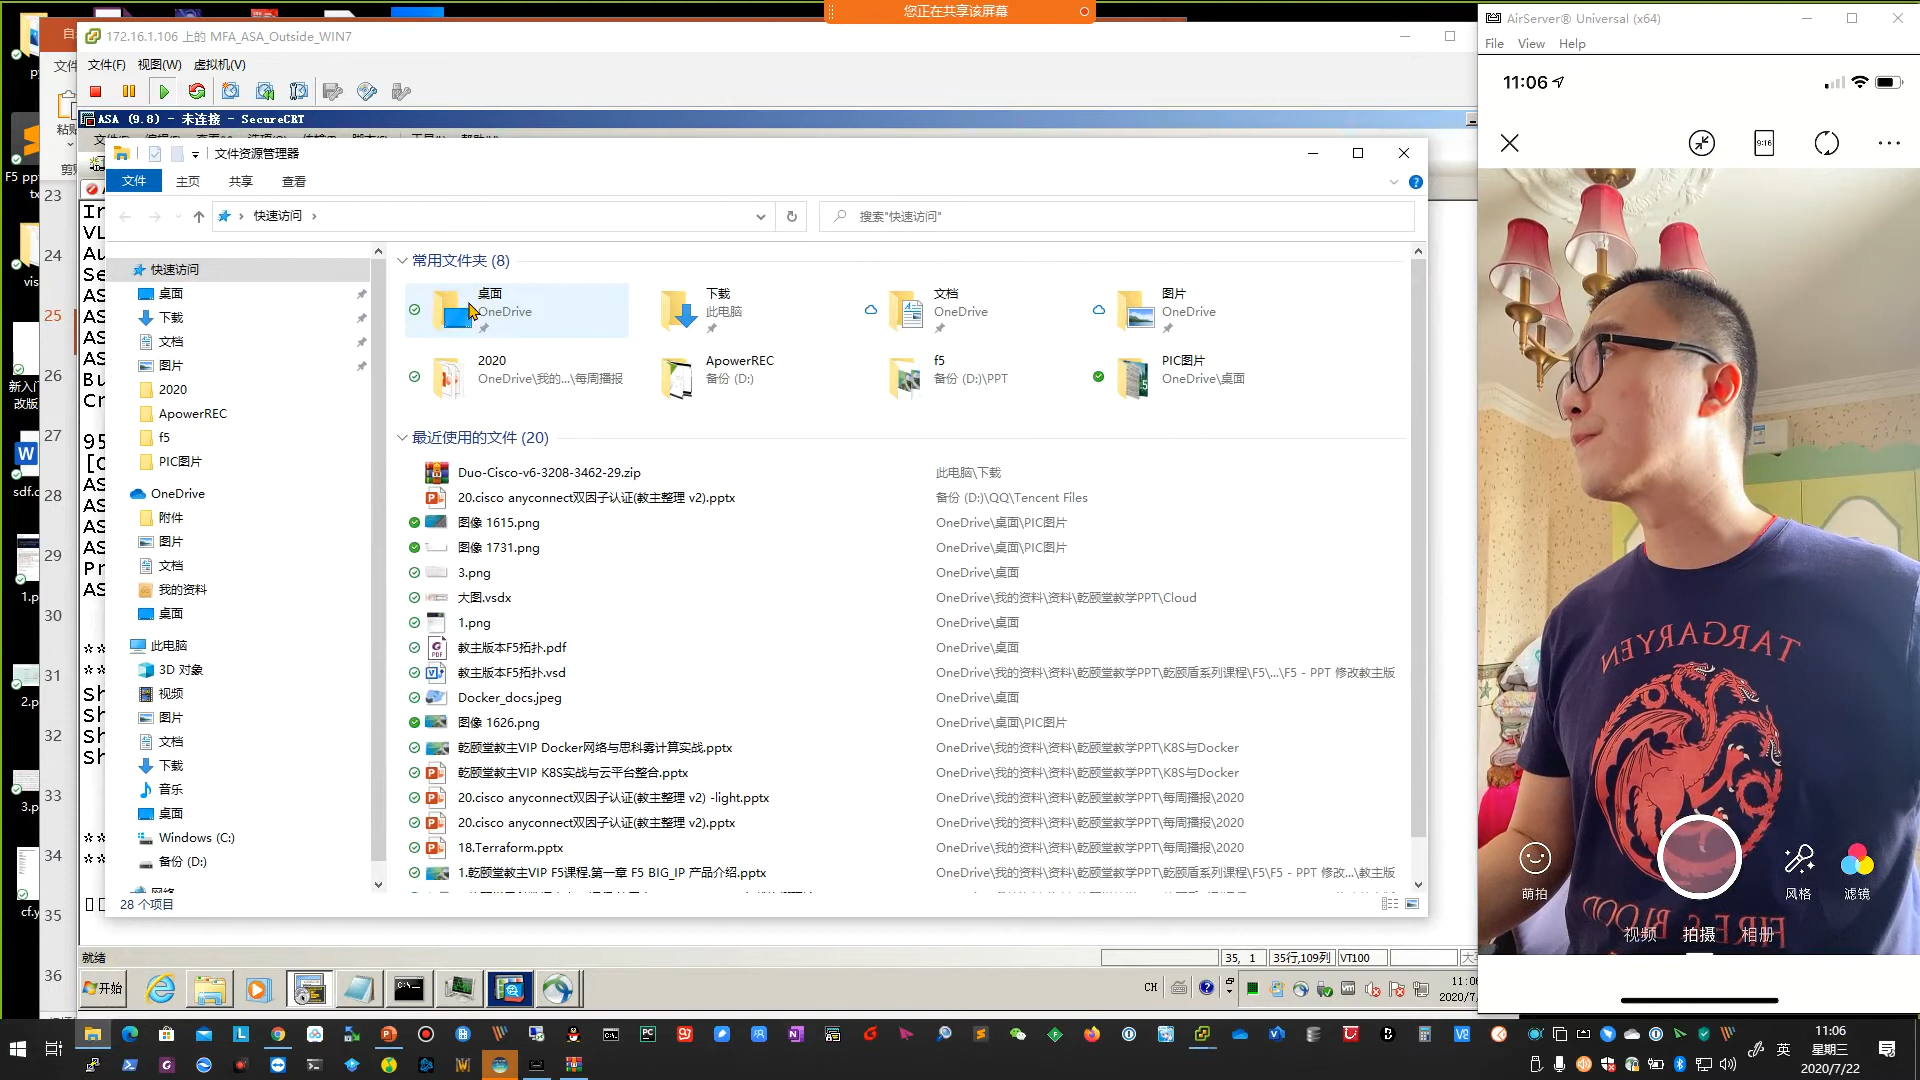 您正在共享该屏幕
172.16.1.106 上的 MFA_ASA_Outside_WIN7
文件(F) 视图(W) 虚拟机(V)
ASA (9.8) - 未连接 - SecureCRT
文件资源管理器
文件 主页 共享 查看
快速访问
搜索"快速访问"
快速访问
桌面
下载
文档
图片
2020
ApowerREC
f5
PIC图片
OneDrive
附件
图片
文档
我的资料
桌面
此电脑
3D 对象
视频
图片
文档
下载
音乐
桌面
Windows (C:)
备份 (D:)
网络
28 个项目
常用文件夹 (8)
桌面
OneDrive
下载
此电脑
文档
OneDrive
图片
OneDrive
2020
OneDrive\我的...\每周播报
ApowerREC
备份 (D:)
f5
备份 (D:)\PPT
PIC图片
OneDrive\桌面
最近使用的文件 (20)
Duo-Cisco-v6-3208-3462-29.zip 此电脑\下载
20.cisco anyconnect双因子认证(教主整理 v2).pptx 备份 (D:)\QQ\Tencent Files
图像 1615.png OneDrive\桌面\PIC图片
图像 1731.png OneDrive\桌面\PIC图片
3.png OneDrive\桌面
大图.vsdx OneDrive\我的资料\资料\乾颐堂教学PPT\Cloud
1.png OneDrive\桌面
教主版本F5拓扑.pdf OneDrive\桌面
教主版本F5拓扑.vsd OneDrive\我的资料\资料\乾颐堂教学PPT\乾颐盾系列课程\F5\...\F5 - PPT 修改教主版
Docker_docs.jpeg OneDrive\桌面
图像 1626.png OneDrive\桌面\PIC图片
乾颐堂教主VIP Docker网络与思科雾计算实战.pptx OneDrive\我的资料\资料\乾颐堂教学PPT\K8S与Docker
乾颐堂教主VIP K8S实战与云平台整合.pptx OneDrive\我的资料\资料\乾颐堂教学PPT\K8S与Docker
20.cisco anyconnect双因子认证(教主整理 v2) -light.pptx OneDrive\我的资料\资料\乾颐堂教学PPT\每周播报\2020
20.cisco anyconnect双因子认证(教主整理 v2).pptx OneDrive\我的资料\资料\乾颐堂教学PPT\每周播报\2020
18.Terraform.pptx OneDrive\我的资料\资料\乾颐堂教学PPT\每周播报\2020
1.乾颐堂教主VIP F5课程.第一章 F5 BIG_IP 产品介绍.pptx OneDrive\我的资料\资料\乾颐堂教学PPT\乾颐盾系列课程\F5\F5 - PPT 修改...\教主版
23
24
25
26
27
28
29
30
31
32
33
34
35
36
就绪
35, 1 35行,109列 VT100
开始
CH
11:06
AirServer® Universal (x64)
File View Help
11:06
9:16
TARGARYEN
FIRE & BLOOD
萌拍
风格
滤镜
视频 拍摄 相册
英
11:06
星期三
2020/7/22